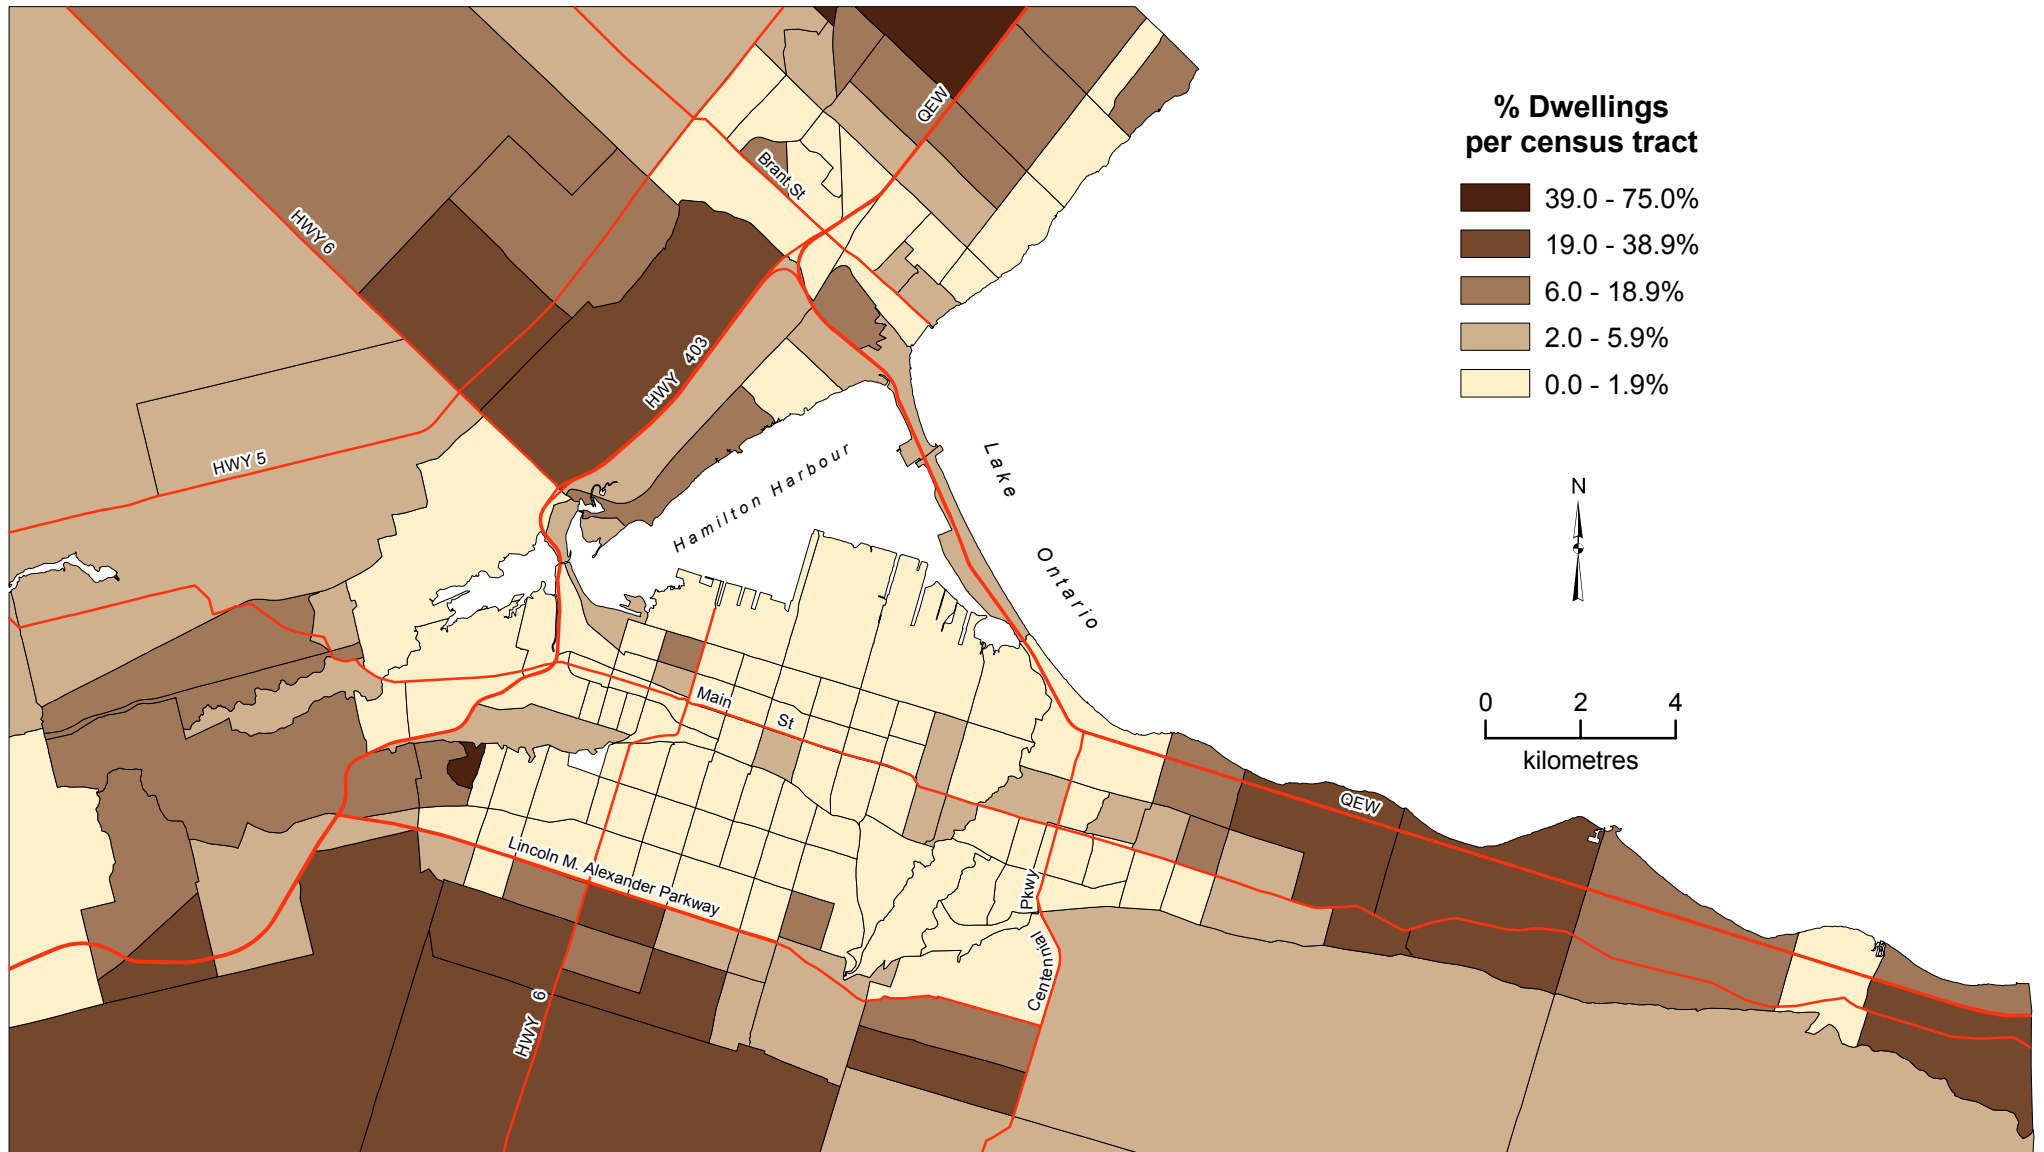 % Dwellings
per census tract
39.0 - 75.0%
19.0 - 38.9%
6.0 - 18.9%
2.0 - 5.9%
0.0 - 1.9%
QEW
Brant St
HWY 6
HWY 403
HWY 5
Hamilton Harbour
Lake Ontario
N
0 2 4
kilometres
Main St
QEW
Lincoln M. Alexander Parkway
Centennial Pkwy
HWY 6